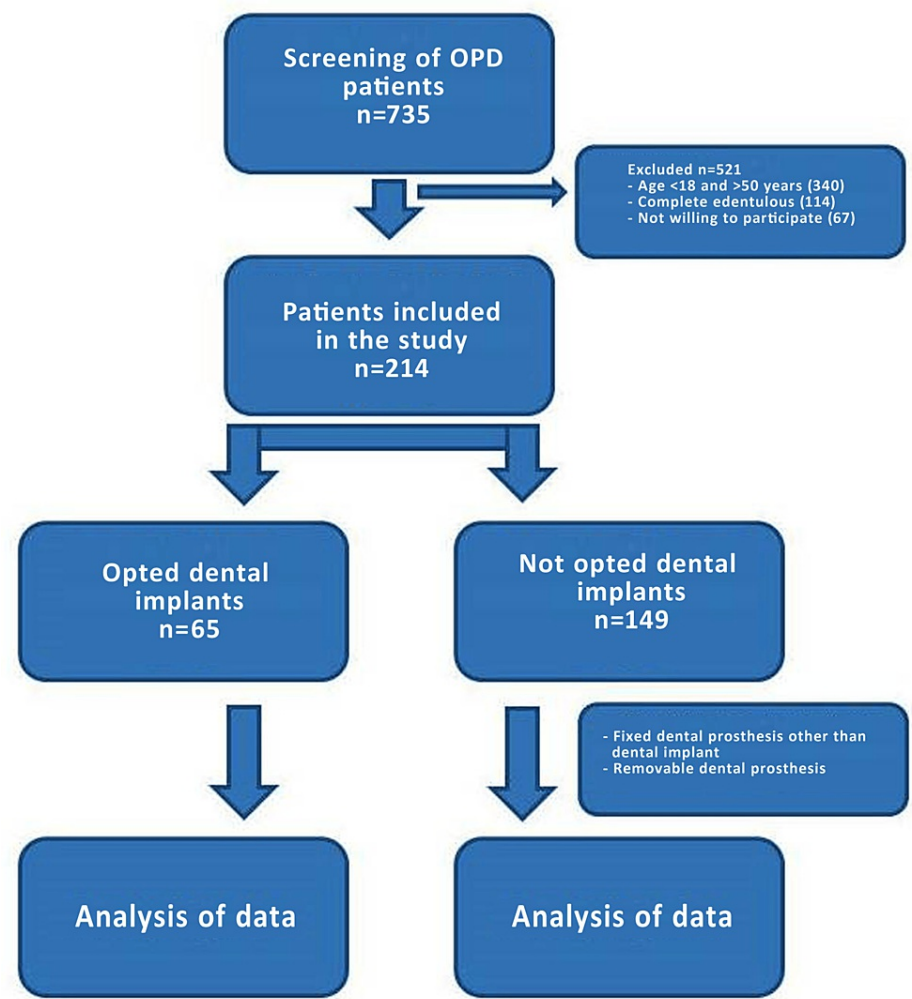 Screening of OPD
patients
n=735
Excluded n=521
- Age <18 and >50 years (340)
- Complete edentulous (114)
- Not willing to participate (67)
Patients included
in the study
n=214
Opted dental
implants
n=65
Not opted dental
implants
n=149
- Fixed dental prosthesis other than
dental implant
- Removable dental prosthesis
Analysis of data
Analysis of data